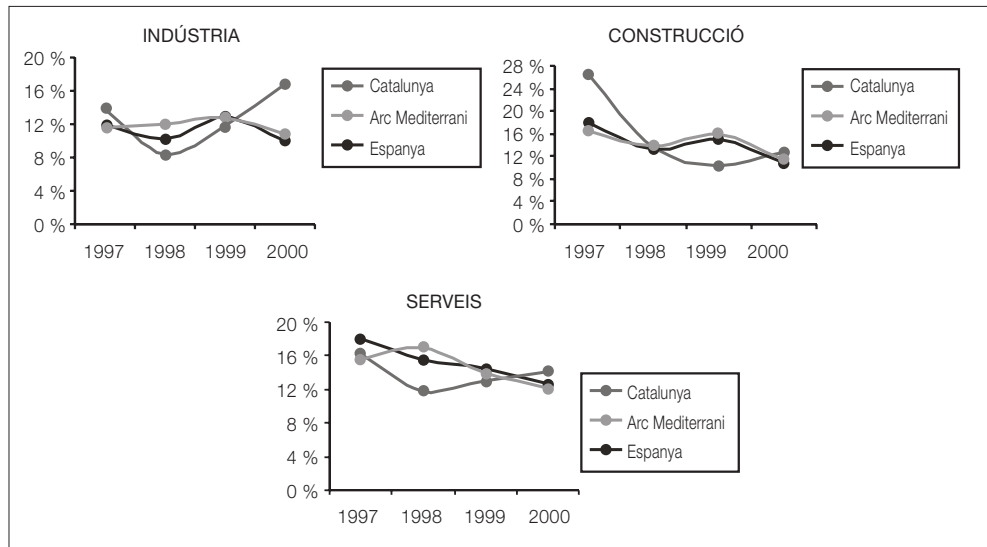 INDÚSTRIA
20 %
16 %
12 %
8 %
4 %
0 %
1997 1998 1999 2000
Catalunya
Arc Mediterrani
Espanya
CONSTRUCCIÓ
28 %
24 %
20 %
16 %
12 %
8 %
4 %
0 %
1997 1998 1999 2000
Catalunya
Arc Mediterrani
Espanya
SERVEIS
20 %
16 %
12 %
8 %
4 %
0 %
1997 1998 1999 2000
Catalunya
Arc Mediterrani
Espanya